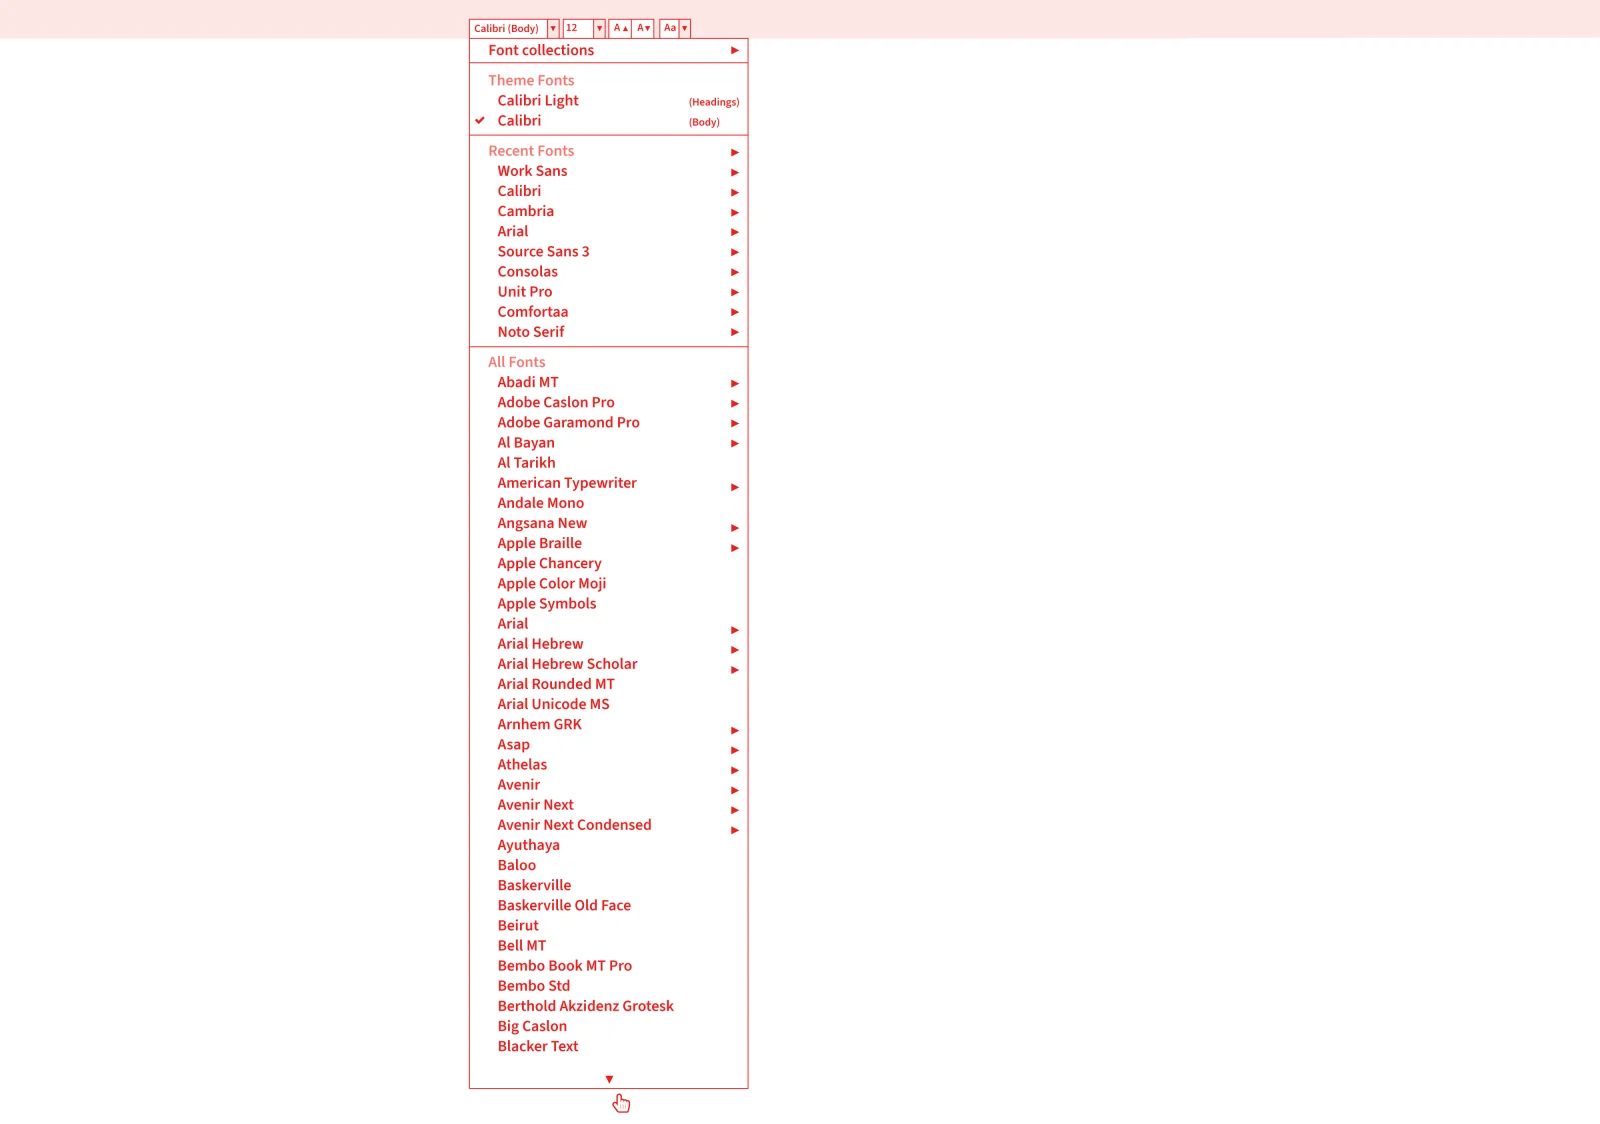 Calibri (Body) ▼ 12 ▼ A▲ A▼ Aa ▼
Font collections ▶
Theme Fonts
Calibri Light (Headings)
✔ Calibri (Body)
Recent Fonts ▶
Work Sans ▶
Calibri ▶
Cambria ▶
Arial ▶
Source Sans 3 ▶
Consolas ▶
Unit Pro ▶
Comfortaa ▶
Noto Serif ▶
All Fonts
Abadi MT ▶
Adobe Caslon Pro ▶
Adobe Garamond Pro ▶
Al Bayan ▶
Al Tarikh
American Typewriter ▶
Andale Mono
Angsana New ▶
Apple Braille ▶
Apple Chancery
Apple Color Moji
Apple Symbols
Arial ▶
Arial Hebrew ▶
Arial Hebrew Scholar ▶
Arial Rounded MT
Arial Unicode MS
Arnhem GRK ▶
Asap ▶
Athelas ▶
Avenir ▶
Avenir Next ▶
Avenir Next Condensed ▶
Ayuthaya
Baloo
Baskerville
Baskerville Old Face
Beirut
Bell MT
Bembo Book MT Pro
Bembo Std
Berthold Akzidenz Grotesk
Big Caslon
Blacker Text
▼